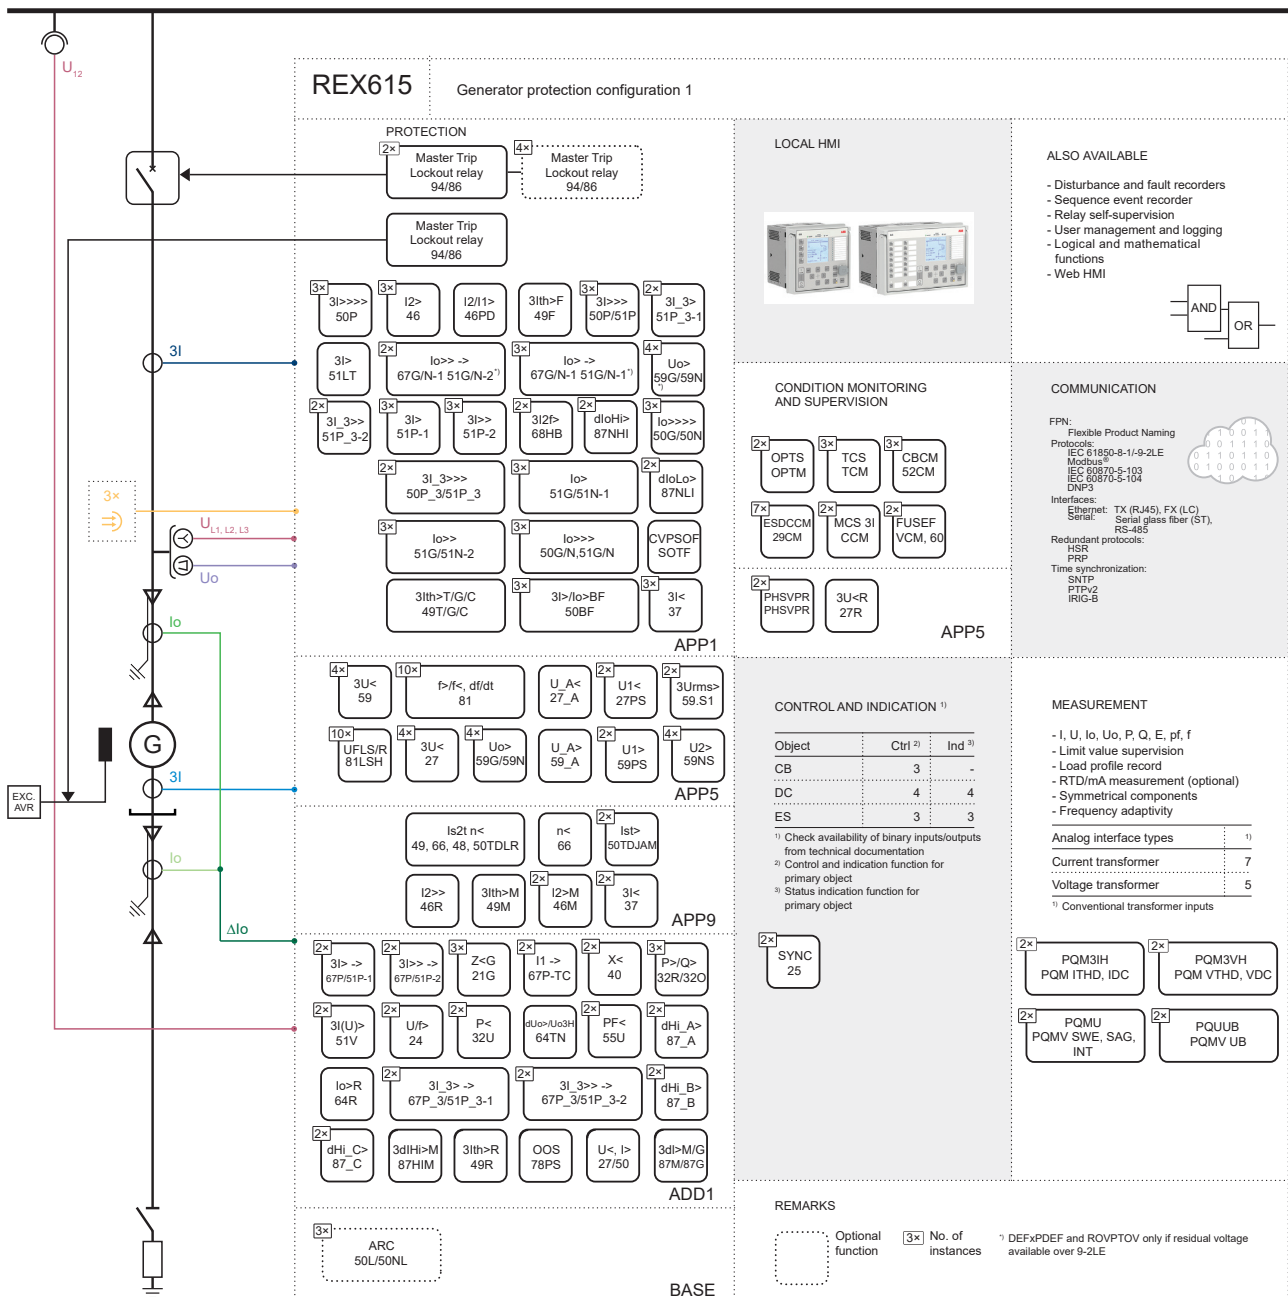 U12
REX615
Generator protection configuration 1
PROTECTION
2×
Master Trip
Lockout relay
94/86
4×
Master Trip
Lockout relay
94/86
Master Trip
Lockout relay
94/86
3×
3I>>>>
50P
3×
I2>
46
I2/I1>
46PD
3Ith>F
49F
3×
3I>>>
50P/51P
2×
3I_3>
51P_3-1
3I
3I>
51LT
2×
Io>> ->
67G/N-1 51G/N-2*)
3×
Io> ->
67G/N-1 51G/N-1*)
4×
Uo>
59G/59N
*)
2×
3I_3>>
51P_3-2
3×
3I>
51P-1
3×
3I>>
51P-2
2×
3I2f>
68HB
2×
dIoHi>
87NHI
3×
Io>>>>
50G/50N
2×
3I_3>>>
50P_3/51P_3
3×
Io>
51G/51N-1
2×
dIoLo>
87NLI
3×
UL1, L2, L3
Uo
3×
Io>>
51G/51N-2
3×
Io>>>
50G/N,51G/N
CVPSOF
SOTF
3Ith>T/G/C
49T/G/C
3×
3I>/Io>BF
50BF
3×
3I<
37
APP1
Io
4×
3U<
59
10×
f>/f<, df/dt
81
U_A<
27_A
2×
U1<
27PS
2×
3Urms>
59.S1
10×
UFLS/R
81LSH
4×
3U<
27
4×
Uo>
59G/59N
U_A>
59_A
2×
U1>
59PS
4×
U2>
59NS
APP5
G
3I
EXC.
AVR
Io
Is2t n<
49, 66, 48, 50TDLR
n<
66
2×
Ist>
50TDJAM
I2>>
46R
3Ith>M
49M
2×
I2>M
46M
2×
3I<
37
APP9
ΔIo
2×
3I> ->
67P/51P-1
2×
3I>> ->
67P/51P-2
3×
Z<G
21G
2×
I1 ->
67P-TC
2×
X<
40
3×
P>/Q>
32R/32O
2×
3I(U)>
51V
2×
U/f>
24
2×
P<
32U
dUo>/Uo3H
64TN
2×
PF<
55U
2×
dHi_A>
87_A
Io>R
64R
2×
3I_3> ->
67P_3/51P_3-1
2×
3I_3>> ->
67P_3/51P_3-2
2×
dHi_B>
87_B
2×
dHi_C>
87_C
3dIHi>M
87HIM
3Ith>R
49R
OOS
78PS
U<, I>
27/50
3dI>M/G
87M/87G
ADD1
3×
ARC
50L/50NL
BASE
LOCAL HMI
ALSO AVAILABLE
- Disturbance and fault recorders
- Sequence event recorder
- Relay self-supervision
- User management and logging
- Logical and mathematical
functions
- Web HMI
AND
OR
CONDITION MONITORING
AND SUPERVISION
2×
OPTS
OPTM
3×
TCS
TCM
3×
CBCM
52CM
7×
ESDCCM
29CM
2×
MCS 3I
CCM
2×
FUSEF
VCM, 60
2×
PHSVPR
PHSVPR
3U<R
27R
APP5
COMMUNICATION
FPN:
Flexible Product Naming
Protocols:
IEC 61850-8-1/-9-2LE
Modbus®
IEC 60870-5-103
IEC 60870-5-104
DNP3
Interfaces:
Ethernet: TX (RJ45), FX (LC)
Serial: Serial glass fiber (ST),
RS-485
Redundant protocols:
HSR
PRP
Time synchronization:
SNTP
PTPv2
IRIG-B
CONTROL AND INDICATION 1)
Object Ctrl 2) Ind 3)
CB 3 -
DC 4 4
ES 3 3
1) Check availability of binary inputs/outputs
from technical documentation
2) Control and indication function for
primary object
3) Status indication function for
primary object
2×
SYNC
25
MEASUREMENT
- I, U, Io, Uo, P, Q, E, pf, f
- Limit value supervision
- Load profile record
- RTD/mA measurement (optional)
- Symmetrical components
- Frequency adaptivity
Analog interface types 1)
Current transformer 7
Voltage transformer 5
1) Conventional transformer inputs
2×
PQM3IH
PQM ITHD, IDC
2×
PQM3VH
PQM VTHD, VDC
2×
PQMU
PQMV SWE, SAG,
INT
2×
PQUUB
PQMV UB
REMARKS
Optional
function
3× No. of
instances
*) DEFxPDEF and ROVPTOV only if residual voltage
available over 9-2LE